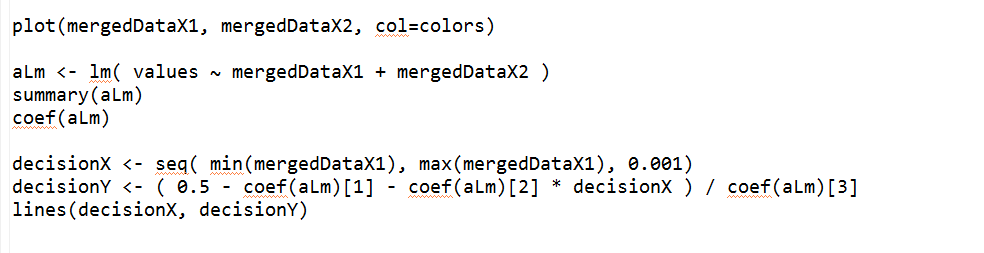 plot(mergedDataX1, mergedDataX2, col=colors)
aLm <- lm( values ~ mergedDataX1 + mergedDataX2 )
summary(aLm)
coef(aLm)
decisionX <- seq( min(mergedDataX1), max(mergedDataX1), 0.001)
decisionY <- ( 0.5 - coef(aLm)[1] - coef(aLm)[2] * decisionX ) / coef(aLm)[3]
lines(decisionX, decisionY)